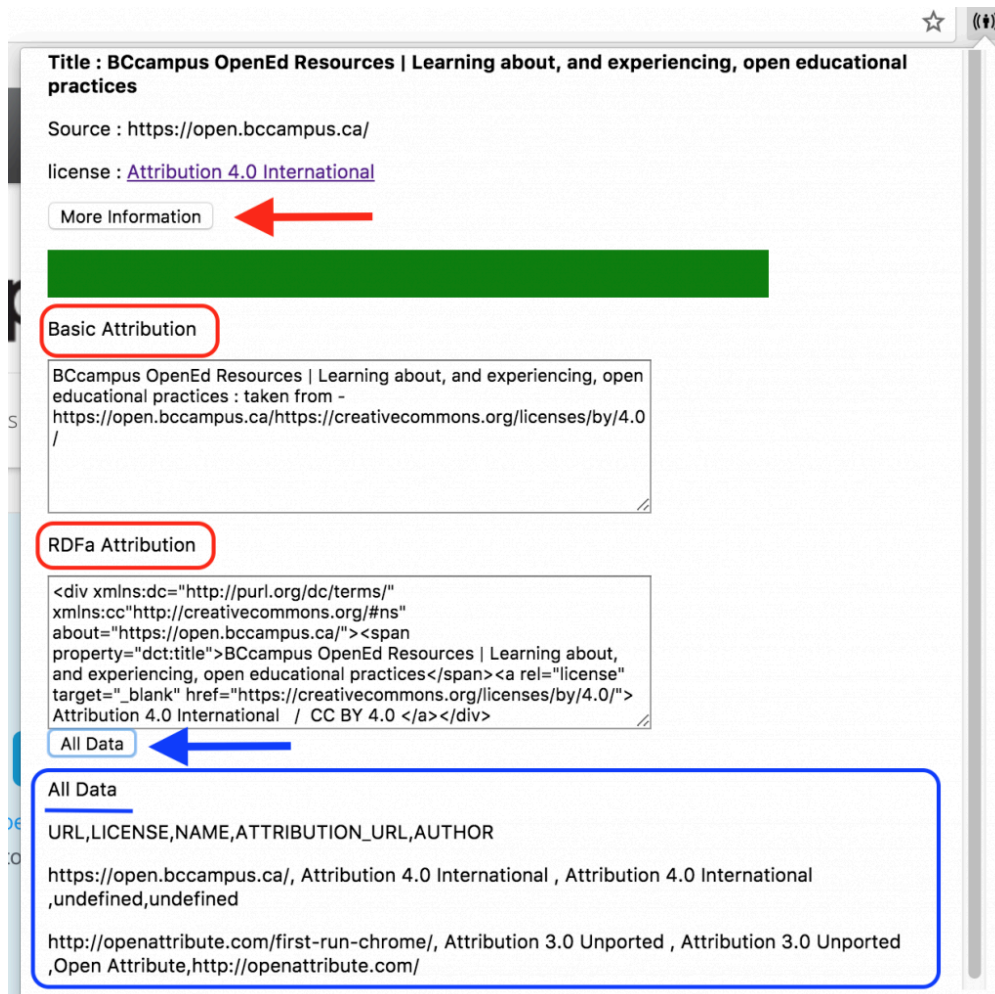 Title : BCcampus OpenEd Resources | Learning about, and experiencing, open educational
practices
Source : https://open.bccampus.ca/
license : Attribution 4.0 International
More Information
Basic Attribution
BCcampus OpenEd Resources | Learning about, and experiencing, open
educational practices : taken from -
https://open.bccampus.ca/https://creativecommons.org/licenses/by/4.0
/
RDFa Attribution
<div xmlns:dc="http://purl.org/dc/terms/"
xmlns:cc"http://creativecommons.org/#ns"
about="https://open.bccampus.ca/"><span
property="dct:title">BCcampus OpenEd Resources | Learning about,
and experiencing, open educational practices</span><a rel="license"
target="_blank" href="https://creativecommons.org/licenses/by/4.0/">
Attribution 4.0 International / CC BY 4.0 </a></div>
All Data
All Data
URL,LICENSE,NAME,ATTRIBUTION_URL,AUTHOR
https://open.bccampus.ca/, Attribution 4.0 International , Attribution 4.0 International
,undefined,undefined
http://openattribute.com/first-run-chrome/, Attribution 3.0 Unported , Attribution 3.0 Unported
,Open Attribute,http://openattribute.com/